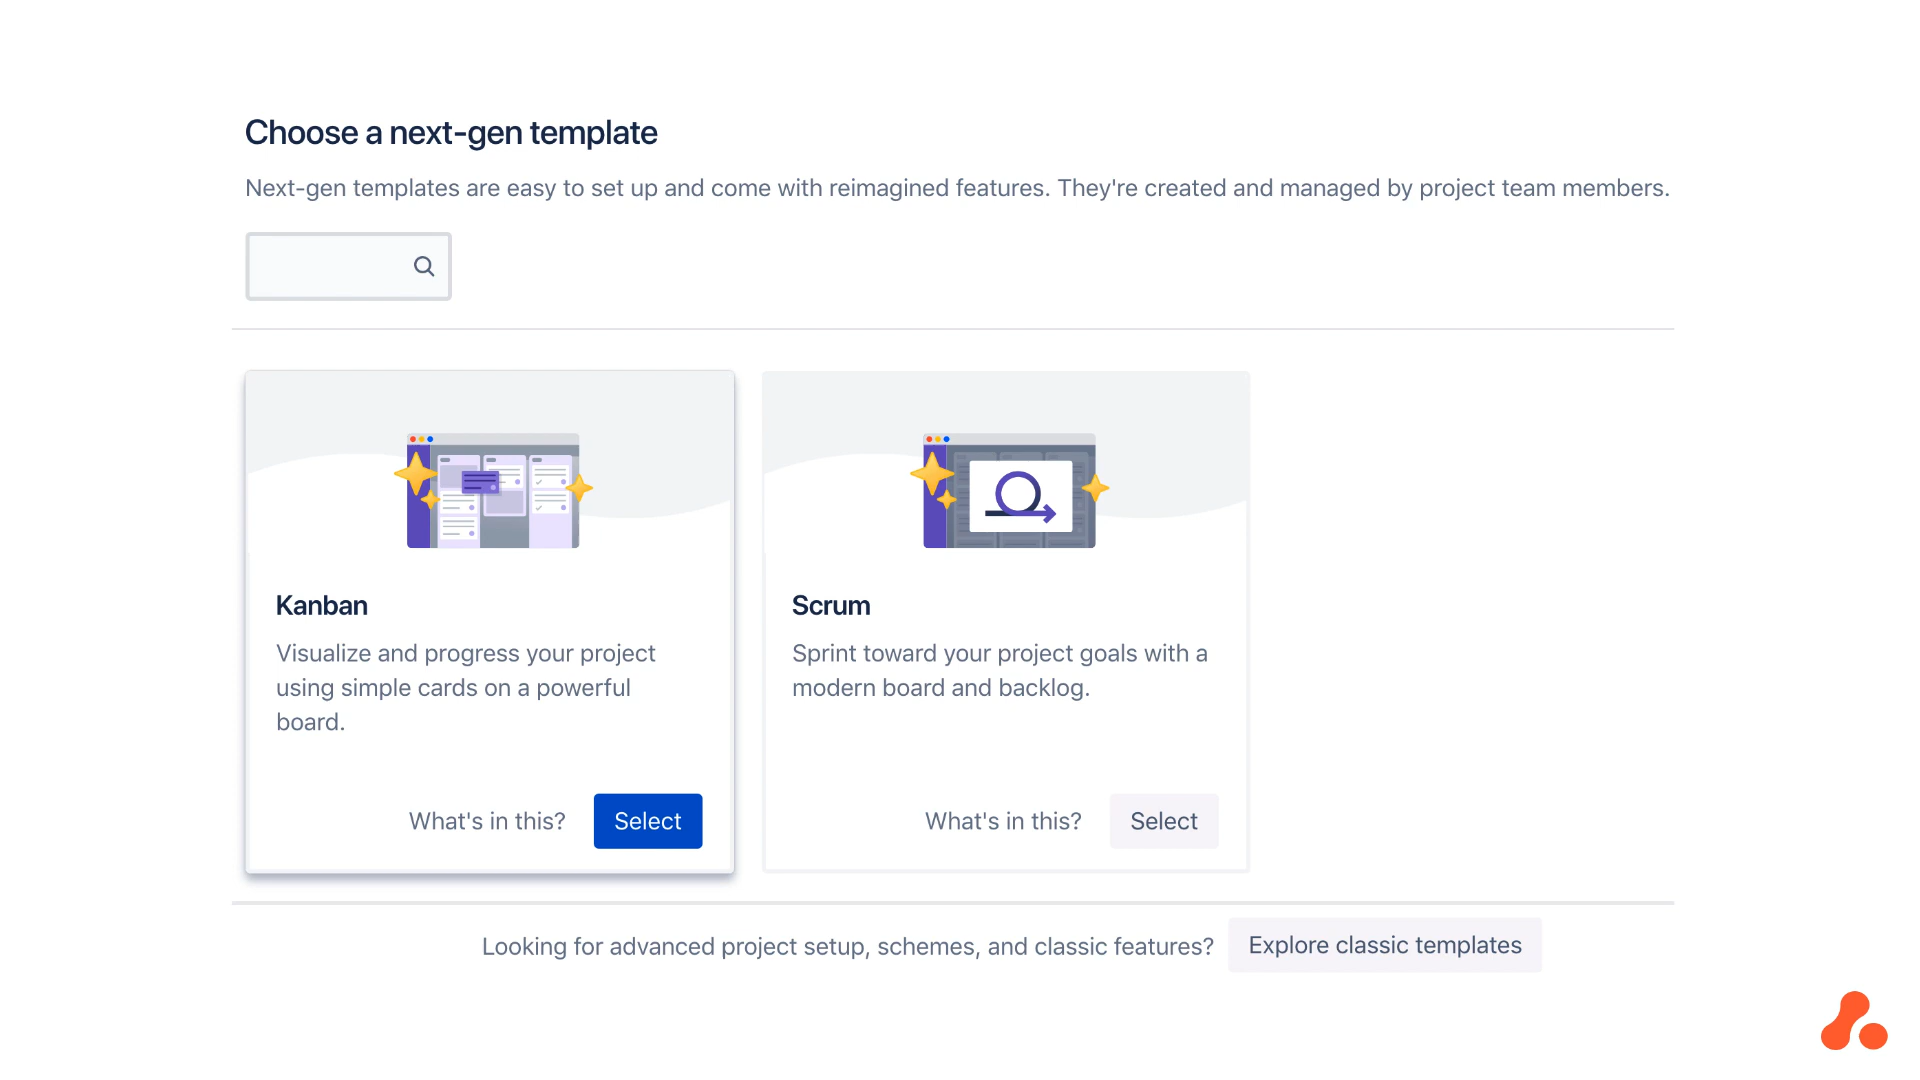 Choose a next-gen template
Next-gen templates are easy to set up and come with reimagined features. They're created and managed by project team members.
Kanban
Visualize and progress your project
using simple cards on a powerful
board.
What's in this?
Select
Scrum
Sprint toward your project goals with a
modern board and backlog.
What's in this?
Select
Looking for advanced project setup, schemes, and classic features?
Explore classic templates